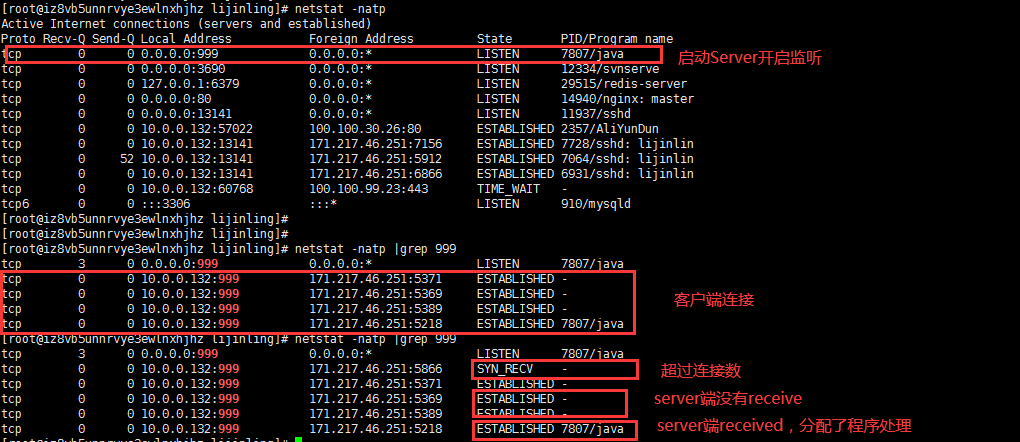 [root@iz8vb5unnrvye3ewlnxhjhz lijinling]# netstat -natp
Active Internet connections (servers and established)
Proto Recv-Q Send-Q Local Address Foreign Address State PID/Program name
tcp 0 0 0.0.0.0:999 0.0.0.0:* LISTEN 7807/java 启动Server开启监听
tcp 0 0 0.0.0.0:3690 0.0.0.0:* LISTEN 12334/svnserve
tcp 0 0 127.0.0.1:6379 0.0.0.0:* LISTEN 29515/redis-server
tcp 0 0 0.0.0.0:80 0.0.0.0:* LISTEN 14940/nginx: master
tcp 0 0 0.0.0.0:13141 0.0.0.0:* LISTEN 11937/sshd
tcp 0 0 10.0.0.132:57022 100.100.30.26:80 ESTABLISHED 2357/AliYunDun
tcp 0 0 10.0.0.132:13141 171.217.46.251:7156 ESTABLISHED 7728/sshd: lijinlin
tcp 0 52 10.0.0.132:13141 171.217.46.251:5912 ESTABLISHED 7064/sshd: lijinlin
tcp 0 0 10.0.0.132:13141 171.217.46.251:6866 ESTABLISHED 6931/sshd: lijinlin
tcp 0 0 10.0.0.132:60768 100.100.99.23:443 TIME_WAIT -
tcp6 0 0 :::3306 :::* LISTEN 910/mysqld
[root@iz8vb5unnrvye3ewlnxhjhz lijinling]#
[root@iz8vb5unnrvye3ewlnxhjhz lijinling]#
[root@iz8vb5unnrvye3ewlnxhjhz lijinling]# netstat -natp |grep 999
tcp 3 0 0.0.0.0:999 0.0.0.0:* LISTEN 7807/java
tcp 0 0 10.0.0.132:999 171.217.46.251:5371 ESTABLISHED -
tcp 0 0 10.0.0.132:999 171.217.46.251:5369 ESTABLISHED - 客户端连接
tcp 0 0 10.0.0.132:999 171.217.46.251:5389 ESTABLISHED -
tcp 0 0 10.0.0.132:999 171.217.46.251:5218 ESTABLISHED 7807/java
[root@iz8vb5unnrvye3ewlnxhjhz lijinling]# netstat -natp |grep 999
tcp 3 0 0.0.0.0:999 0.0.0.0:* LISTEN 7807/java
tcp 0 0 10.0.0.132:999 171.217.46.251:5866 SYN_RECV - 超过连接数
tcp 0 0 10.0.0.132:999 171.217.46.251:5371 ESTABLISHED -
tcp 0 0 10.0.0.132:999 171.217.46.251:5369 ESTABLISHED - server端没有receive
tcp 0 0 10.0.0.132:999 171.217.46.251:5389 ESTABLISHED -
tcp 0 0 10.0.0.132:999 171.217.46.251:5218 ESTABLISHED 7807/java server端received，分配了程序处理
[root@iz8vb5unnrvye3ewlnxhjhz lijinling]#